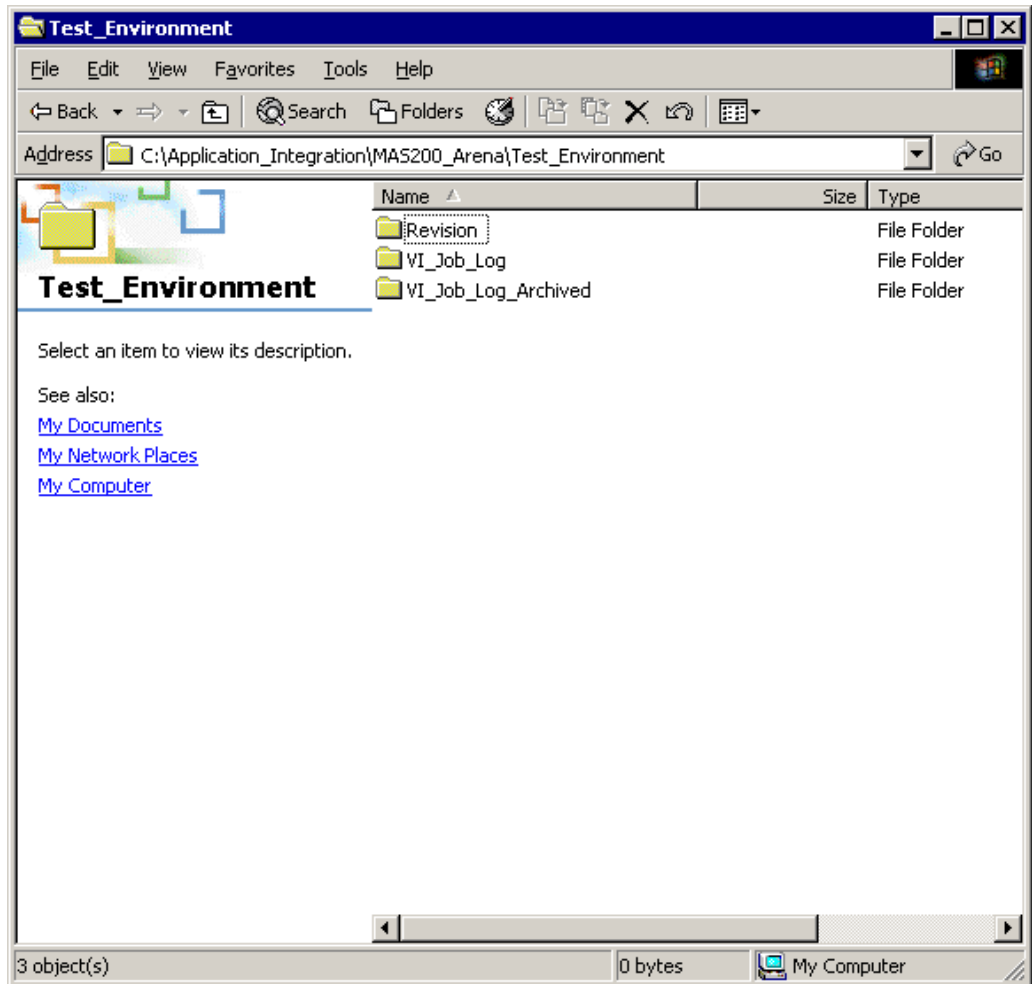 Test_Environment
File Edit View Favorites Tools Help
Back Search Folders
Address C:\Application_Integration\MAS200_Arena\Test_Environment Go
Name Size Type
Revision File Folder
VI_Job_Log File Folder
VI_Job_Log_Archived File Folder
Test_Environment
Select an item to view its description.
See also:
My Documents
My Network Places
My Computer
3 object(s) 0 bytes My Computer